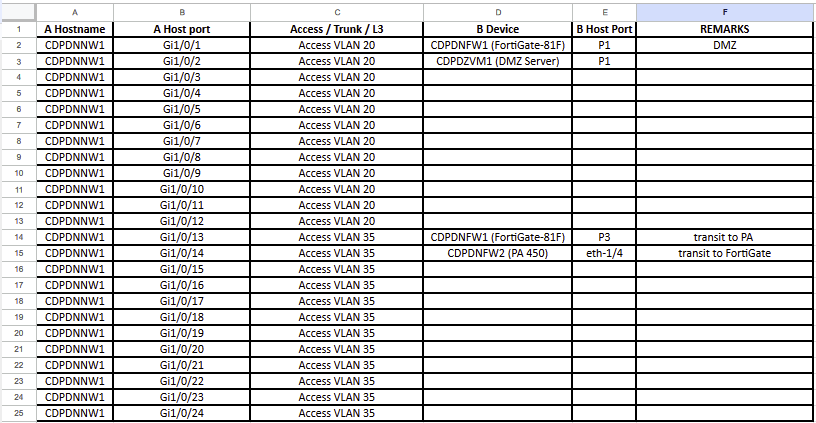 A B C D E F
1 A Hostname A Host port Access / Trunk / L3 B Device B Host Port REMARKS
2 CDPDNNW1 Gi1/0/1 Access VLAN 20 CDPDNFW1 (FortiGate-81F) P1 DMZ
3 CDPDNNW1 Gi1/0/2 Access VLAN 20 CDPDZVM1 (DMZ Server) P1
4 CDPDNNW1 Gi1/0/3 Access VLAN 20
5 CDPDNNW1 Gi1/0/4 Access VLAN 20
6 CDPDNNW1 Gi1/0/5 Access VLAN 20
7 CDPDNNW1 Gi1/0/6 Access VLAN 20
8 CDPDNNW1 Gi1/0/7 Access VLAN 20
9 CDPDNNW1 Gi1/0/8 Access VLAN 20
10 CDPDNNW1 Gi1/0/9 Access VLAN 20
11 CDPDNNW1 Gi1/0/10 Access VLAN 20
12 CDPDNNW1 Gi1/0/11 Access VLAN 20
13 CDPDNNW1 Gi1/0/12 Access VLAN 20
14 CDPDNNW1 Gi1/0/13 Access VLAN 35 CDPDNFW1 (FortiGate-81F) P3 transit to PA
15 CDPDNNW1 Gi1/0/14 Access VLAN 35 CDPDNFW2 (PA 450) eth-1/4 transit to FortiGate
16 CDPDNNW1 Gi1/0/15 Access VLAN 35
17 CDPDNNW1 Gi1/0/16 Access VLAN 35
18 CDPDNNW1 Gi1/0/17 Access VLAN 35
19 CDPDNNW1 Gi1/0/18 Access VLAN 35
20 CDPDNNW1 Gi1/0/19 Access VLAN 35
21 CDPDNNW1 Gi1/0/20 Access VLAN 35
22 CDPDNNW1 Gi1/0/21 Access VLAN 35
23 CDPDNNW1 Gi1/0/22 Access VLAN 35
24 CDPDNNW1 Gi1/0/23 Access VLAN 35
25 CDPDNNW1 Gi1/0/24 Access VLAN 35